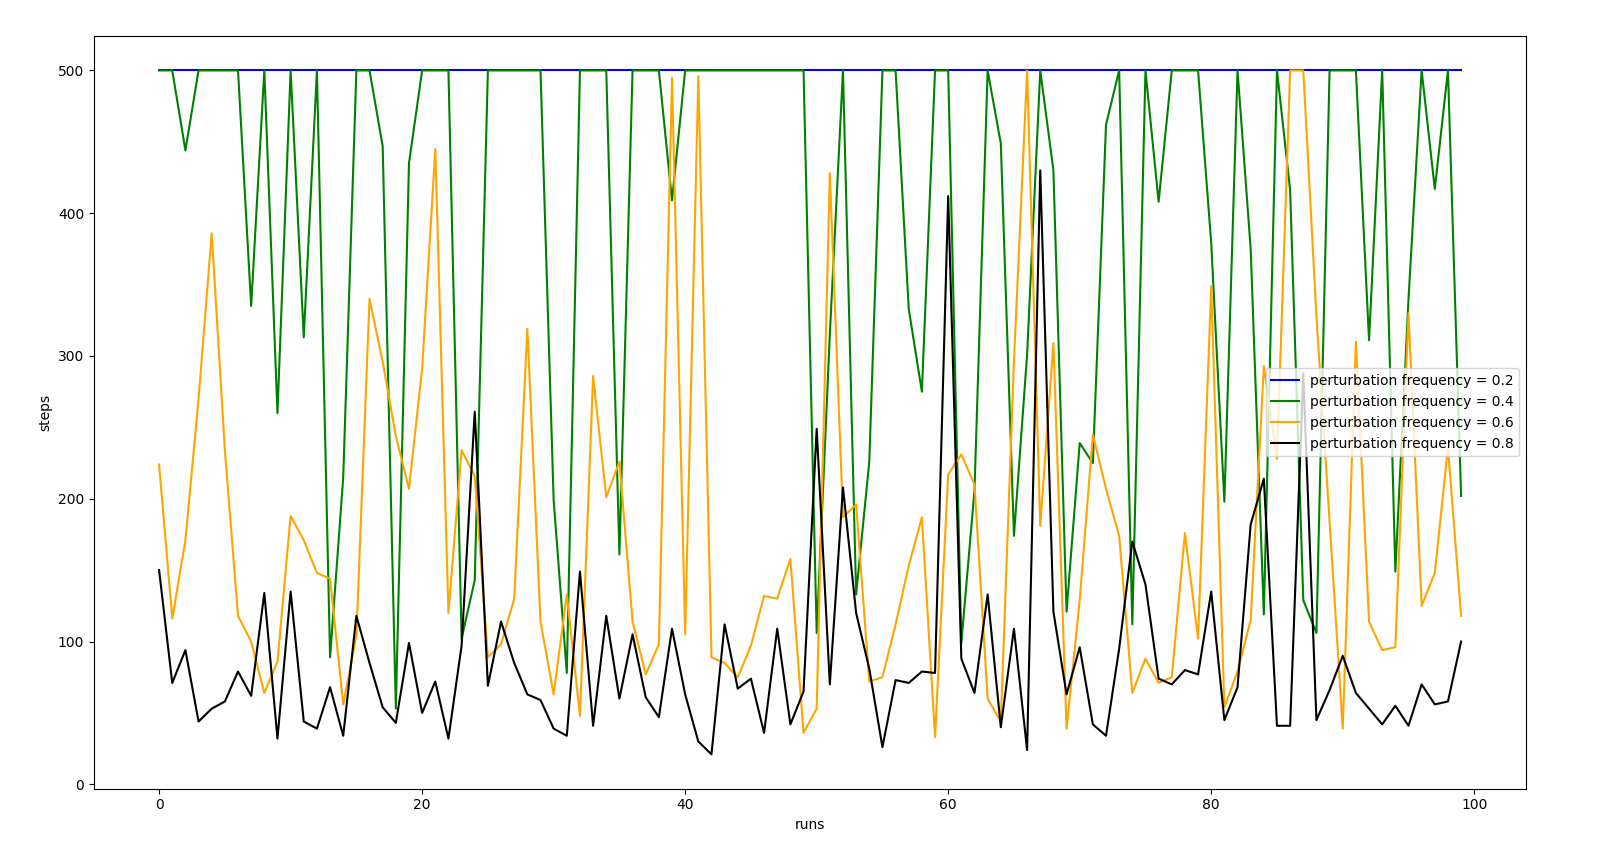 500
400
300
200
100
0
steps
perturbation frequency = 0.2
perturbation frequency = 0.4
perturbation frequency = 0.6
perturbation frequency = 0.8
0 20 40 60 80 100
runs